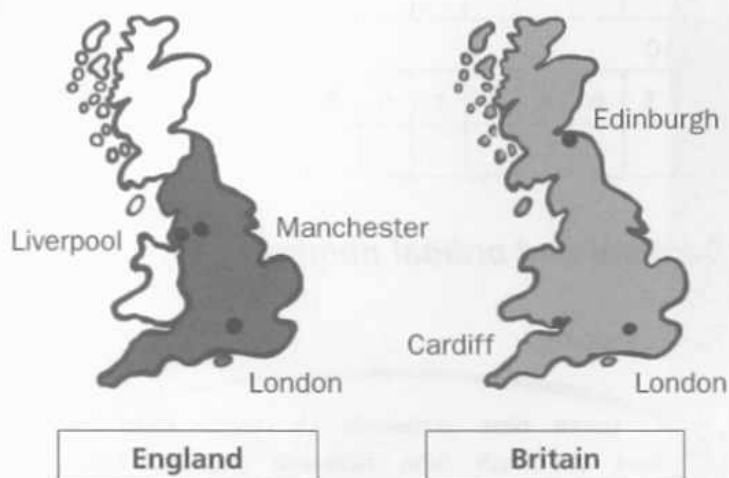 Edinburgh
Liverpool
Manchester
Cardiff
London
London
England
Britain